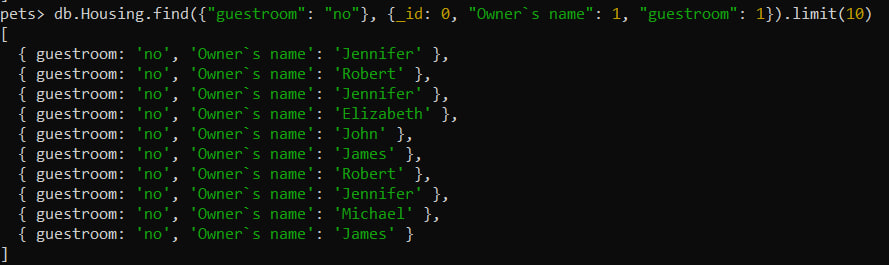 pets> db.Housing.find({"guestroom": "no"}, {_id: 0, "Owner`s name": 1, "guestroom": 1}).limit(10)
[
  { guestroom: 'no', 'Owner`s name': 'Jennifer' },
  { guestroom: 'no', 'Owner`s name': 'Robert' },
  { guestroom: 'no', 'Owner`s name': 'Jennifer' },
  { guestroom: 'no', 'Owner`s name': 'Elizabeth' },
  { guestroom: 'no', 'Owner`s name': 'John' },
  { guestroom: 'no', 'Owner`s name': 'James' },
  { guestroom: 'no', 'Owner`s name': 'Robert' },
  { guestroom: 'no', 'Owner`s name': 'Jennifer' },
  { guestroom: 'no', 'Owner`s name': 'Michael' },
  { guestroom: 'no', 'Owner`s name': 'James' }
]